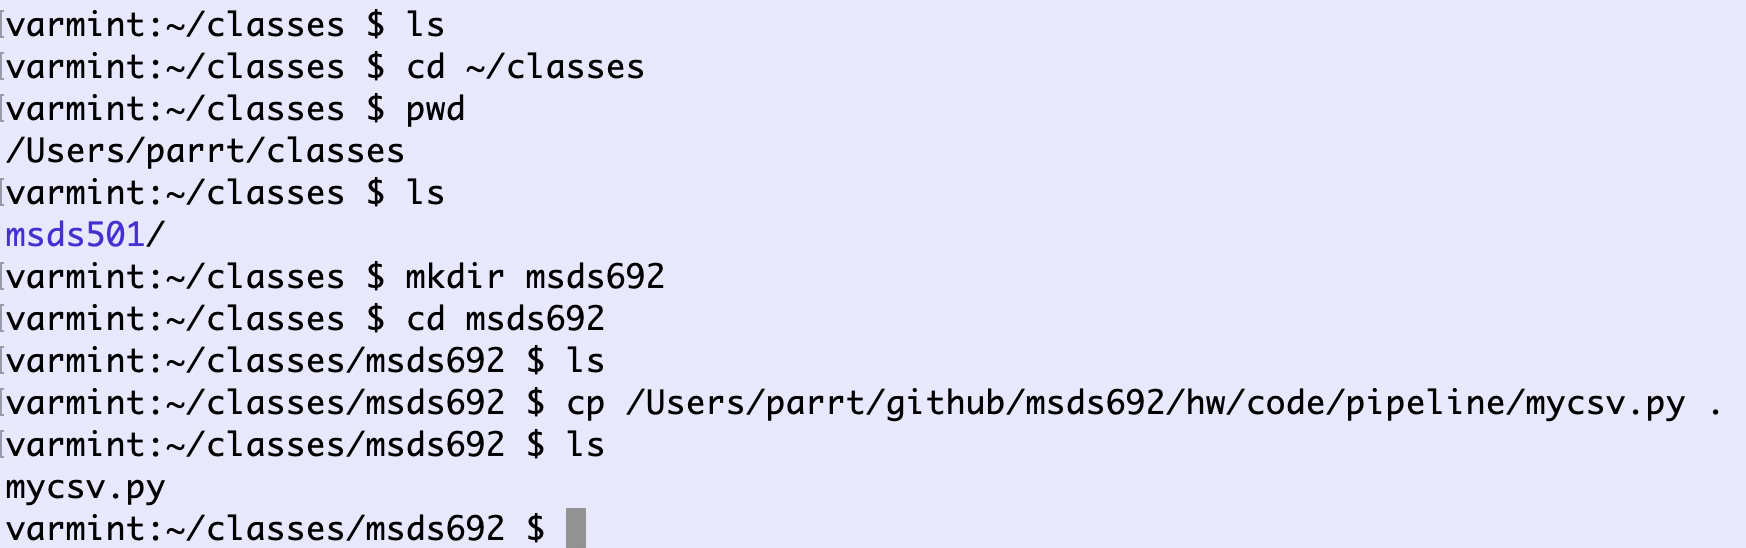 varmint:~/classes $ ls
varmint:~/classes $ cd ~/classes
varmint:~/classes $ pwd
/Users/parrt/classes
varmint:~/classes $ ls
msds501/
varmint:~/classes $ mkdir msds692
varmint:~/classes $ cd msds692
varmint:~/classes/msds692 $ ls
varmint:~/classes/msds692 $ cp /Users/parrt/github/msds692/hw/code/pipeline/mycsv.py .
varmint:~/classes/msds692 $ ls
mycsv.py
varmint:~/classes/msds692 $